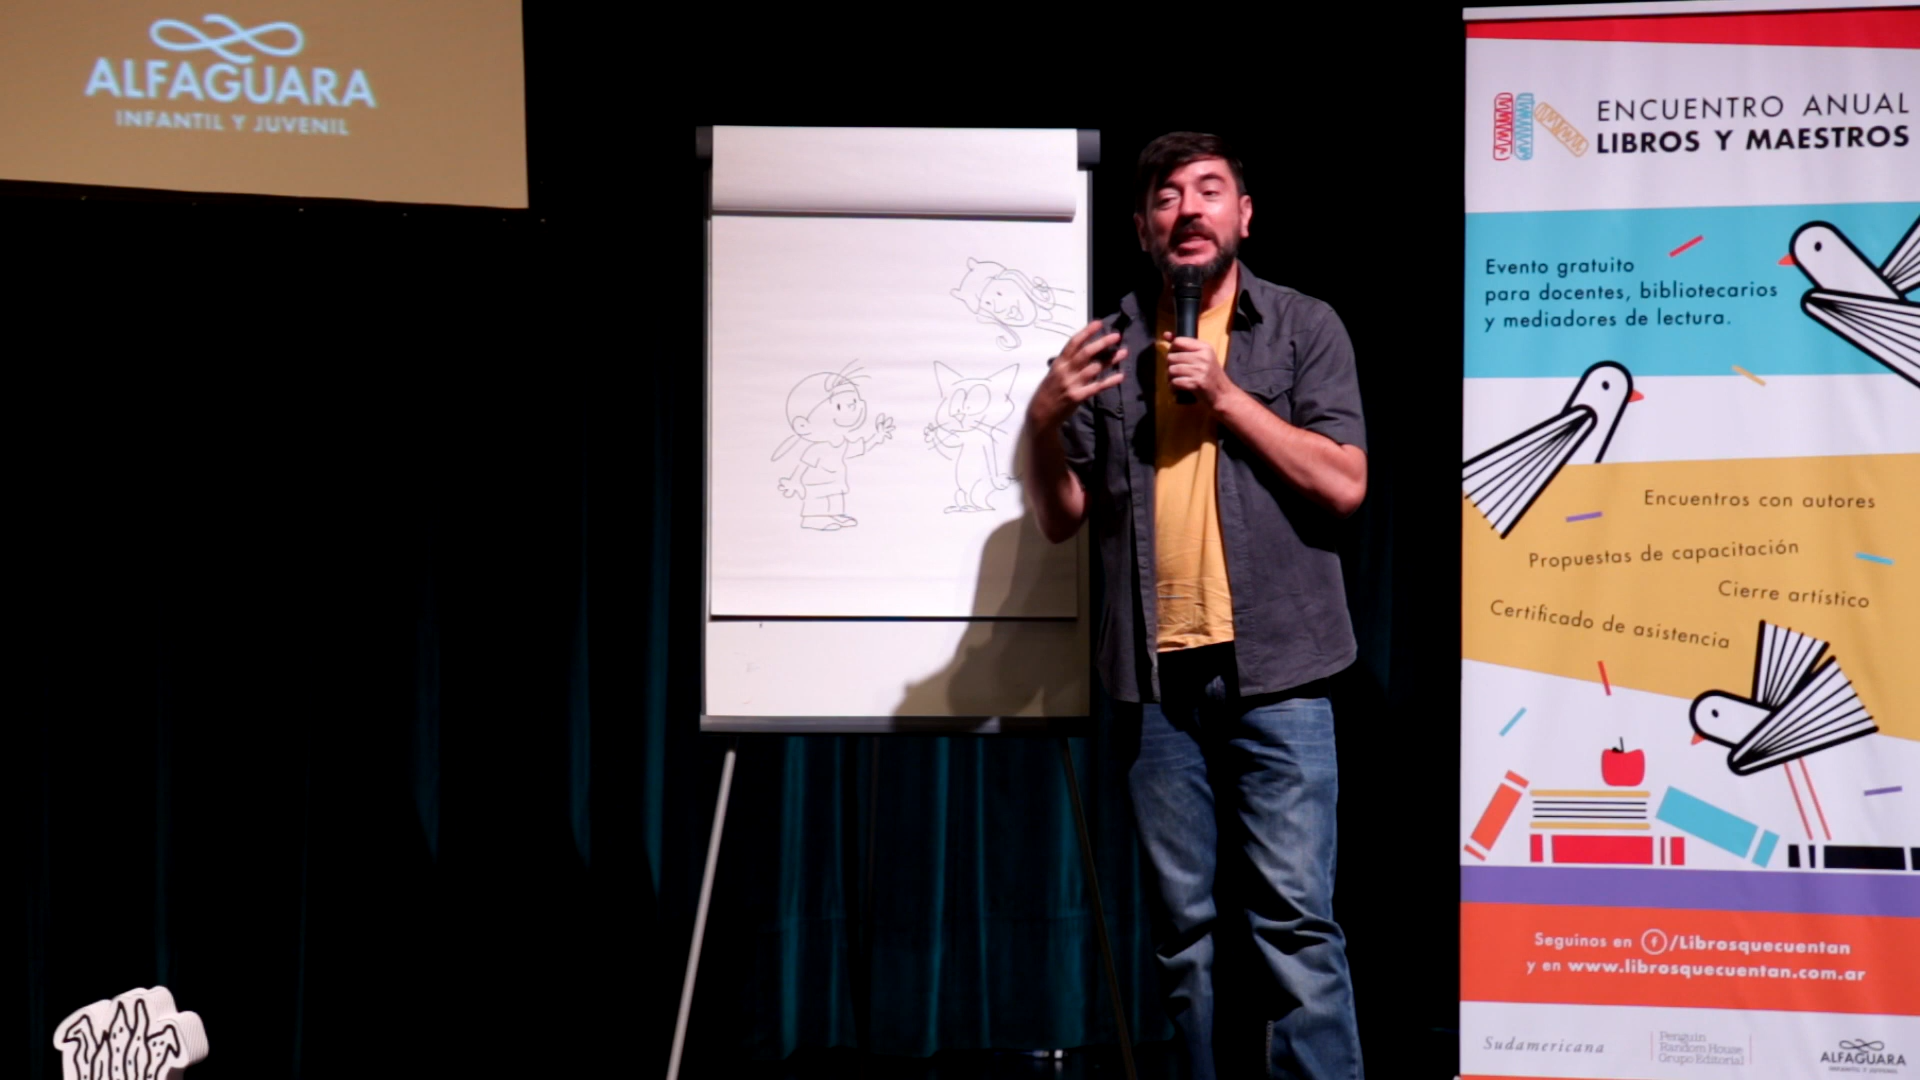 ALFAGUARA
INFANTIL Y JUVENIL
ENCUENTRO ANUAL
LIBROS Y MAESTROS
Evento gratuito
para docentes, bibliotecarios
y mediadores de lectura.
Encuentros con autores
Propuestas de capacitación
Cierre artístico
Certificado de asistencia
Seguinos en f/Librosquecuentan
y en www.librosquecuentan.com.ar
Sudamericana
Penguin
Random House
Grupo Editorial
ALFAGUARA
INFANTIL Y JUVENIL